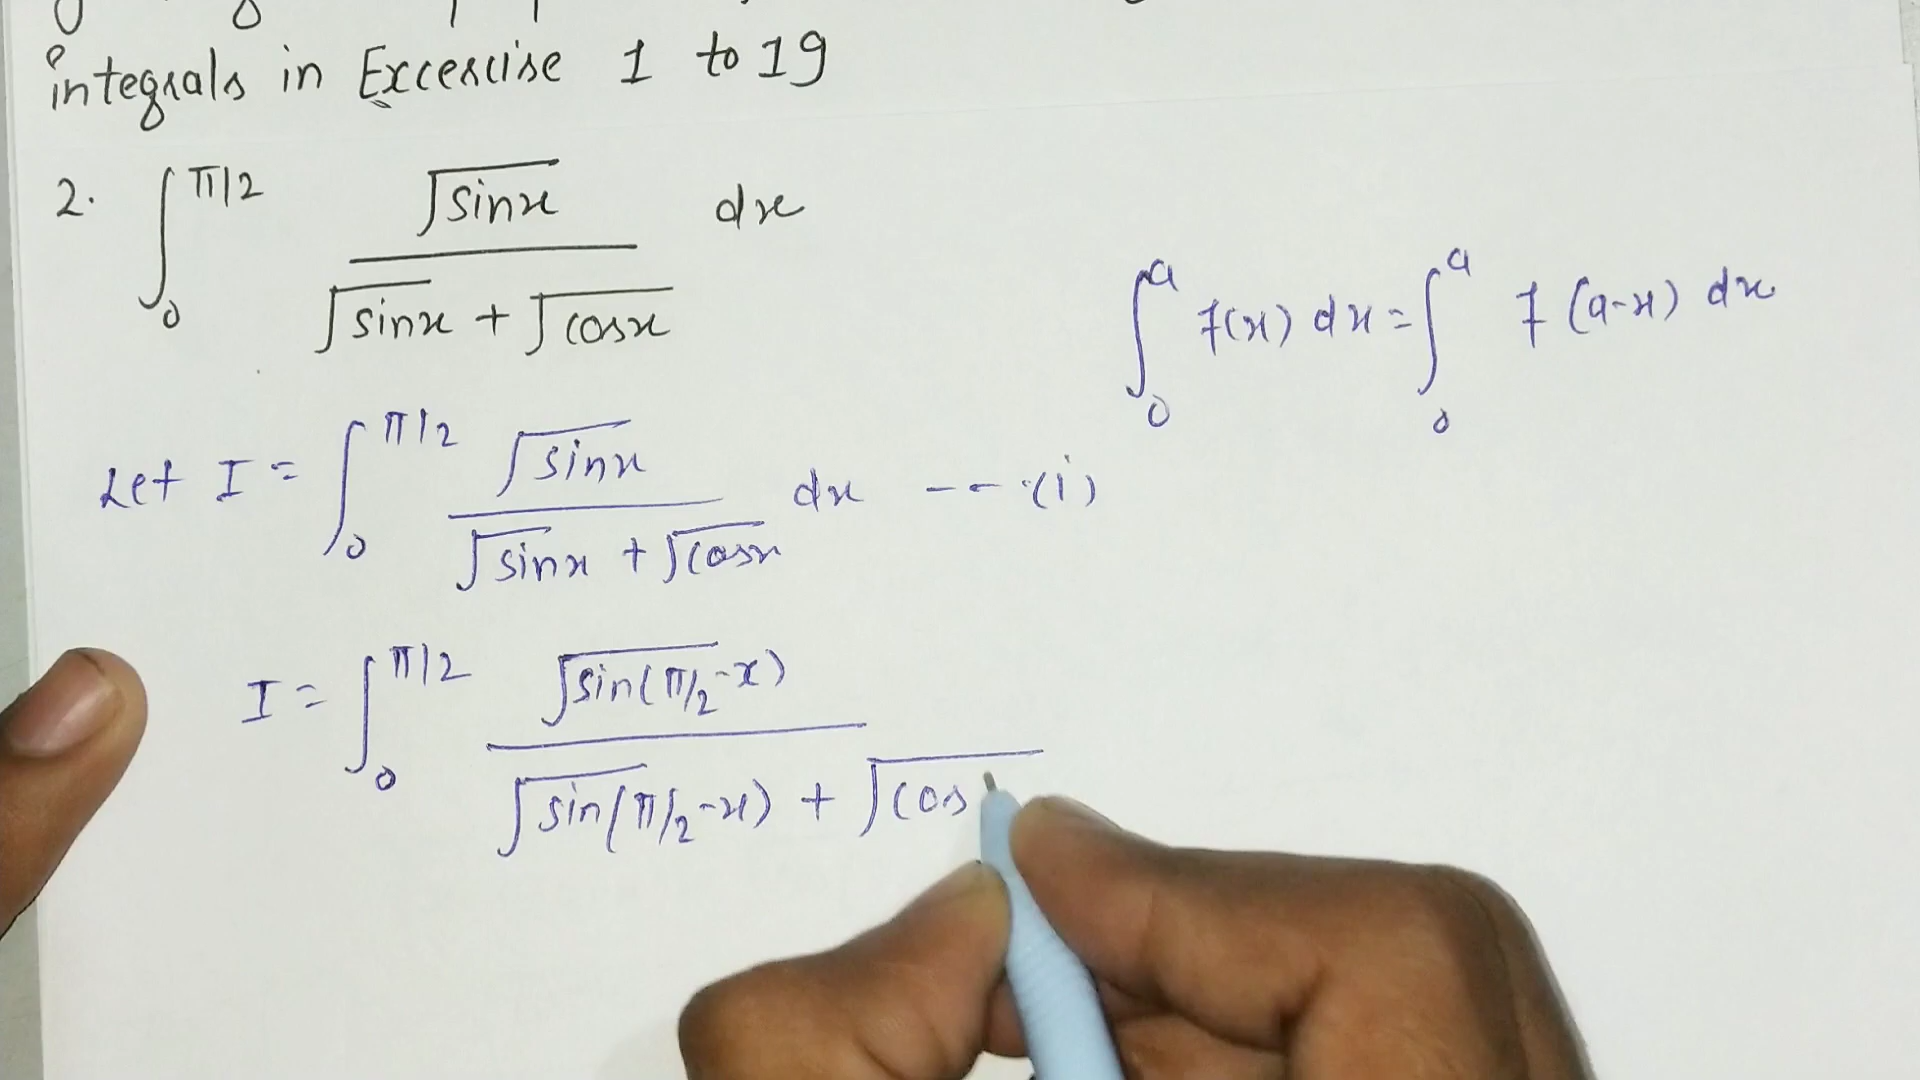 integrals in Excercise 1 to 19
2. ∫₀^π/2 √sinx / √sinx + √cosx dx
∫₀^a f(x) dx = ∫₀^a f(a-x) dx
Let I = ∫₀^π/2 √sinx / √sinx + √cosx dx --- (i)
I = ∫₀^π/2 √sin(π/2-x) / √sin(π/2-x) + √cos